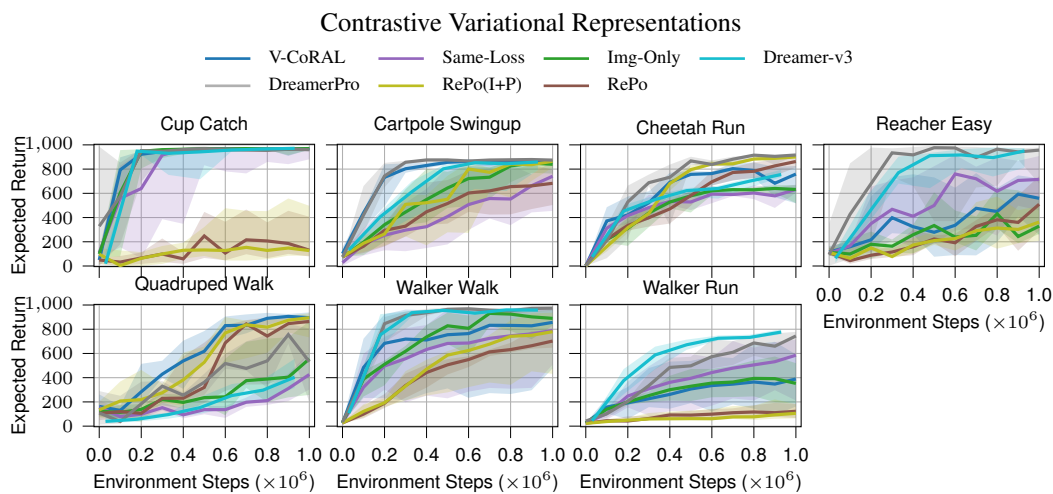 Contrastive Variational Representations
V-CoRAL Same-Loss Img-Only Dreamer-v3
DreamerPro RePo(I+P) RePo
Cup Catch Cartpole Swingup Cheetah Run Reacher Easy
Expected Return
1,000
800
600
400
200
0
0.0 0.2 0.4 0.6 0.8 1.0
Environment Steps (×10⁶)
Quadruped Walk Walker Walk Walker Run
Expected Return
1,000
800
600
400
200
0
0.0 0.2 0.4 0.6 0.8 1.0 0.0 0.2 0.4 0.6 0.8 1.0 0.0 0.2 0.4 0.6 0.8 1.0
Environment Steps (×10⁶) Environment Steps (×10⁶) Environment Steps (×10⁶)